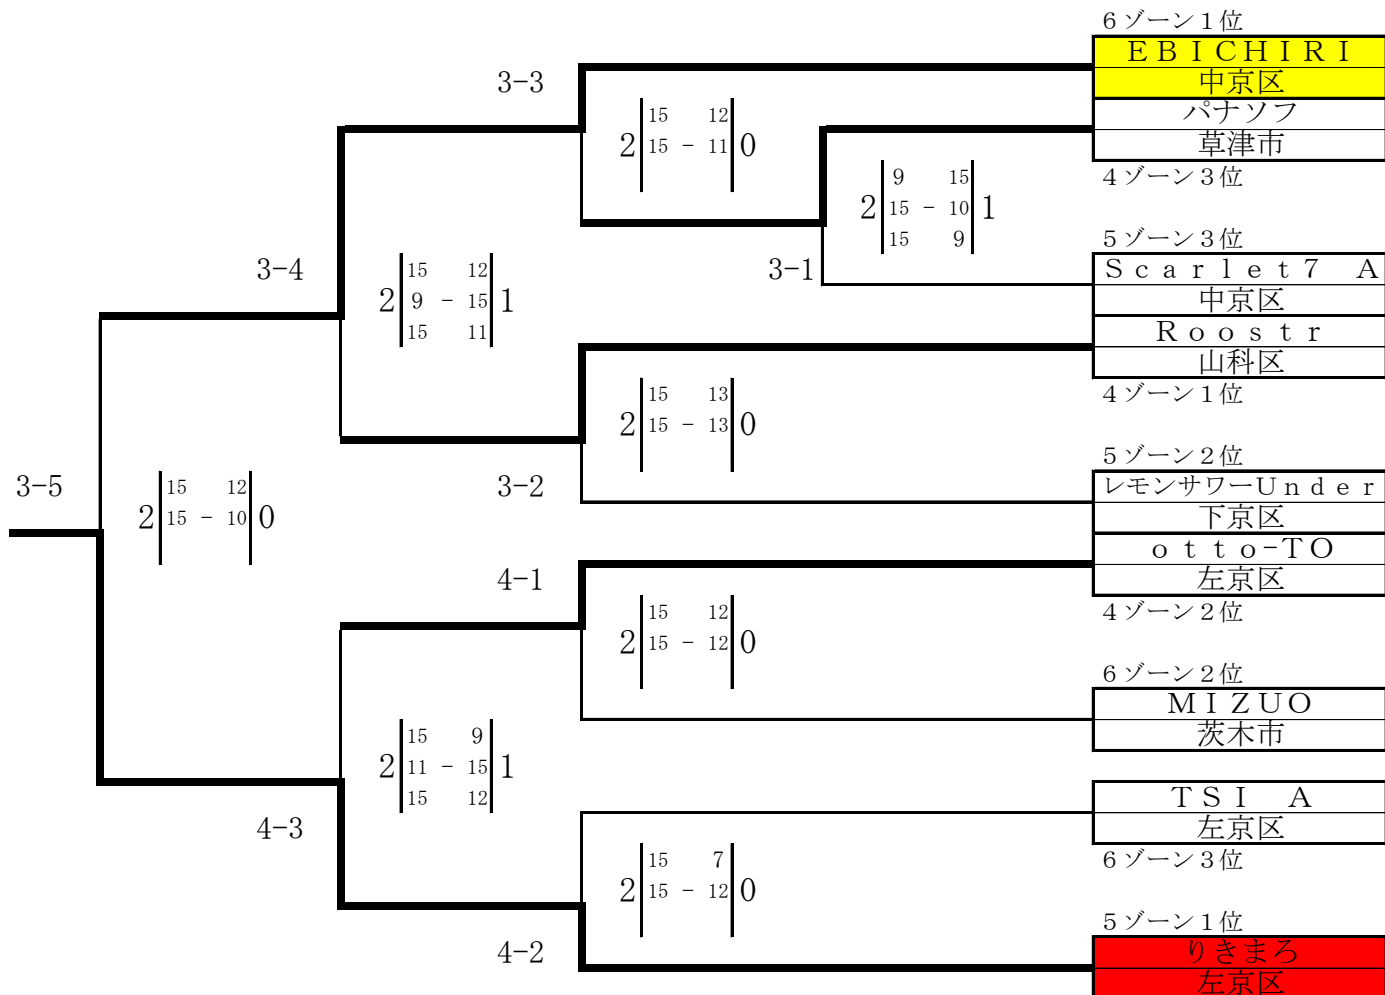 6ゾーン1位
ＥＢＩＣＨＩＲＩ
中京区
パナソフ
草津市
4ゾーン3位
3-3
15 12
2 15 - 11 0
9 15
2 15 - 10 1
15 9
3-1
5ゾーン3位
Ｓｃａｒｌｅｔ７　Ａ
中京区
Ｒｏｏｓｔｒ
山科区
4ゾーン1位
3-4
15 12
2 9 - 15 1
15 11
15 13
2 15 - 13 0
3-2
5ゾーン2位
レモンサワーＵｎｄｅｒ
下京区
ｏｔｔｏ-ＴＯ
左京区
4ゾーン2位
3-5
15 12
2 15 - 10 0
4-1
15 12
2 15 - 12 0
6ゾーン2位
ＭＩＺＵＯ
茨木市
15 9
2 11 - 15 1
15 12
4-3
ＴＳＩ　Ａ
左京区
6ゾーン3位
15 7
2 15 - 12 0
4-2
5ゾーン1位
りきまろ
左京区